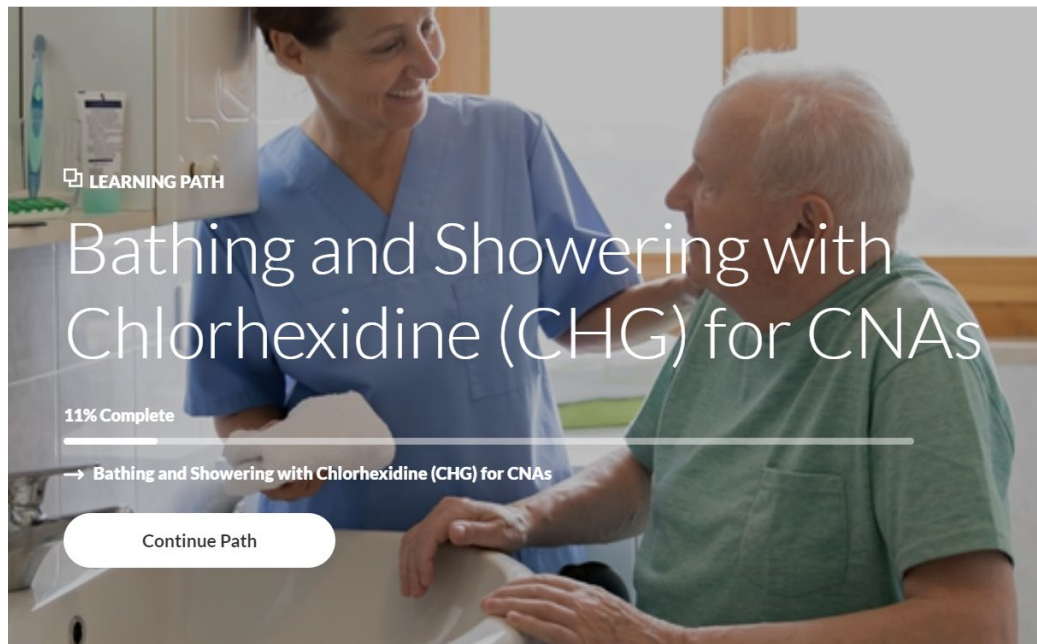 LEARNING PATH
Bathing and Showering with
Chlorhexidine (CHG) for CNAs
11% Complete
→ Bathing and Showering with Chlorhexidine (CHG) for CNAs
Continue Path